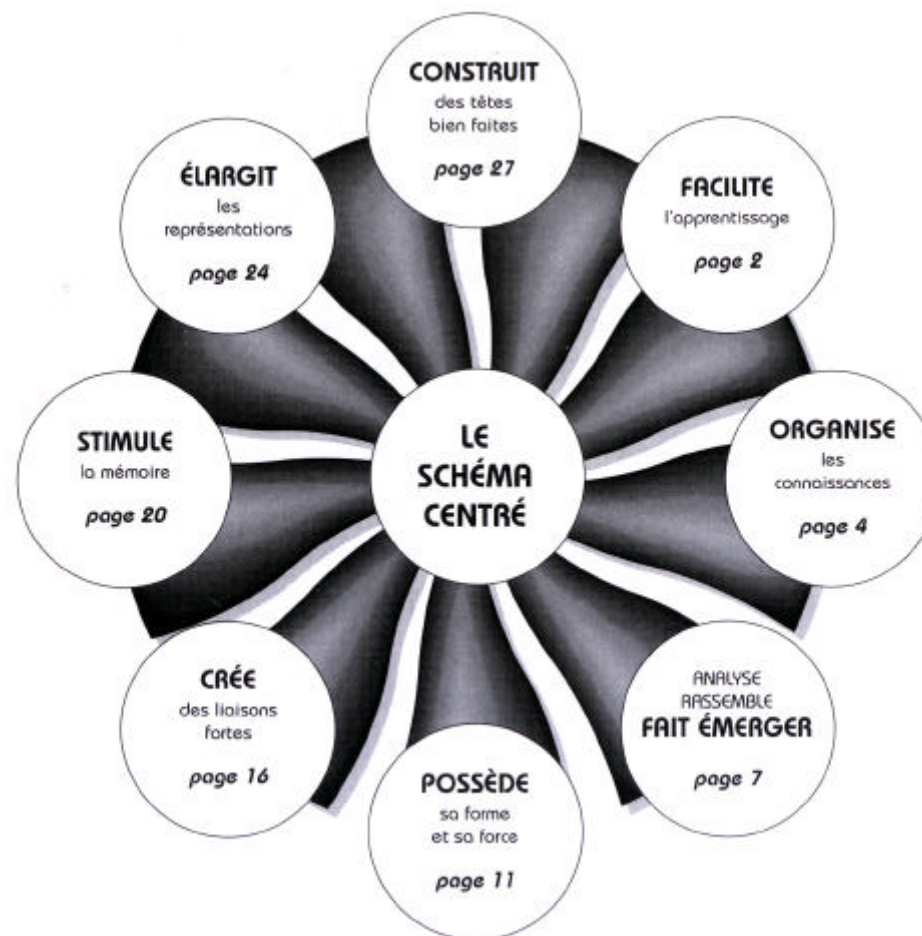 LE
SCHÉMA
CENTRÉ
CONSTRUIT
des têtes
bien faites
page 27
FACILITE
l'apprentissage
page 2
ORGANISE
les
connaissances
page 4
ANALYSE
RASSEMBLE
FAIT ÉMERGER
page 7
POSSÈDE
sa forme
et sa force
page 11
CRÉE
des liaisons
fortes
page 16
STIMULE
la mémoire
page 20
ÉLARGIT
les
représentations
page 24